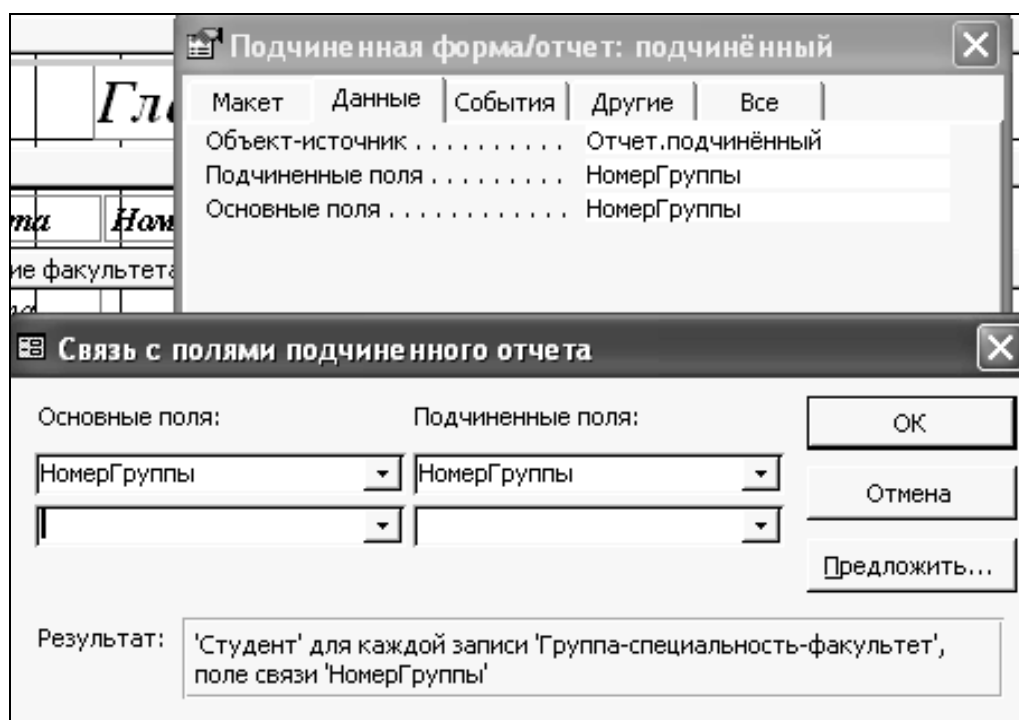 Подчиненная форма/отчет: подчинённый
Гл
Макет Данные События Другие Все
Объект-источник . . . . . . . . . . Отчет.подчинённый
Подчиненные поля . . . . . . . . . НомерГруппы
Основные поля . . . . . . . . . . . . НомерГруппы
та Ном
ие факультета
Связь с полями подчиненного отчета
Основные поля: Подчиненные поля: ОК
НомерГруппы НомерГруппы
Отмена
Предложить...
Результат: 'Студент' для каждой записи 'Группа-специальность-факультет',
поле связи 'НомерГруппы'